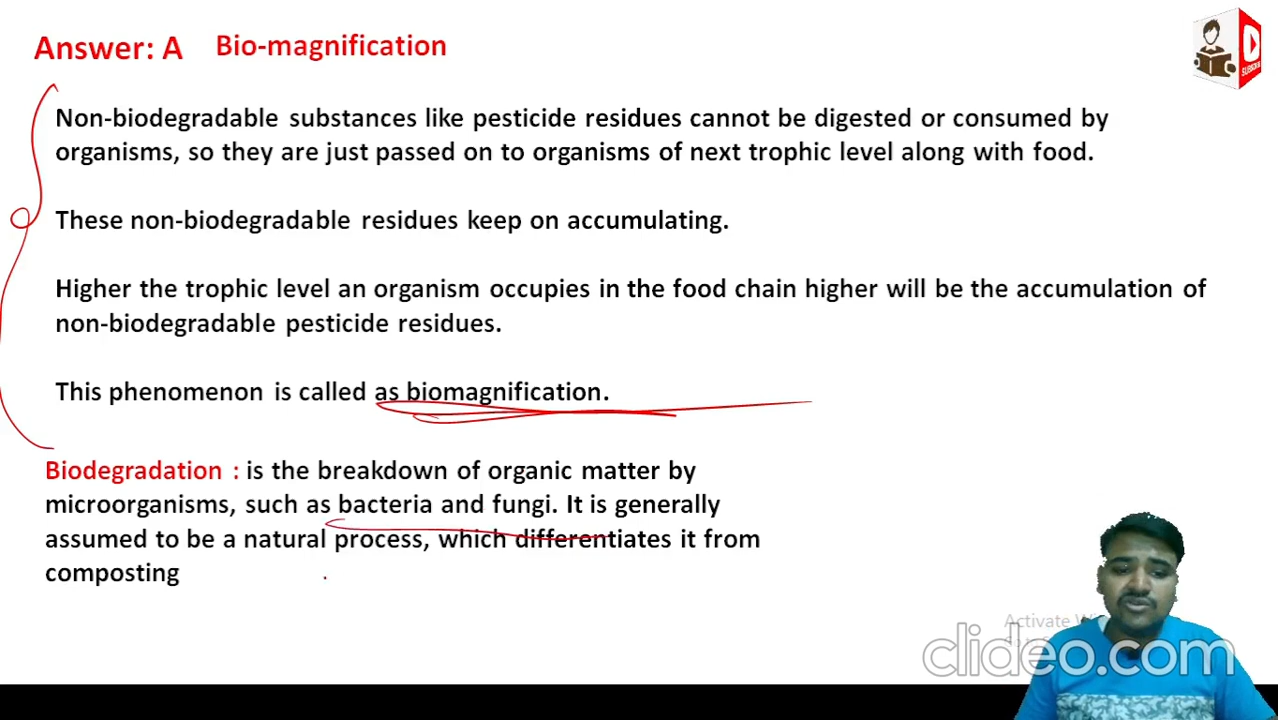 Answer: A Bio-magnification
Non-biodegradable substances like pesticide residues cannot be digested or consumed by
organisms, so they are just passed on to organisms of next trophic level along with food.
These non-biodegradable residues keep on accumulating.
Higher the trophic level an organism occupies in the food chain higher will be the accumulation of
non-biodegradable pesticide residues.
This phenomenon is called as biomagnification.
Biodegradation : is the breakdown of organic matter by
microorganisms, such as bacteria and fungi. It is generally
assumed to be a natural process, which differentiates it from
composting
Activate
clideo.com